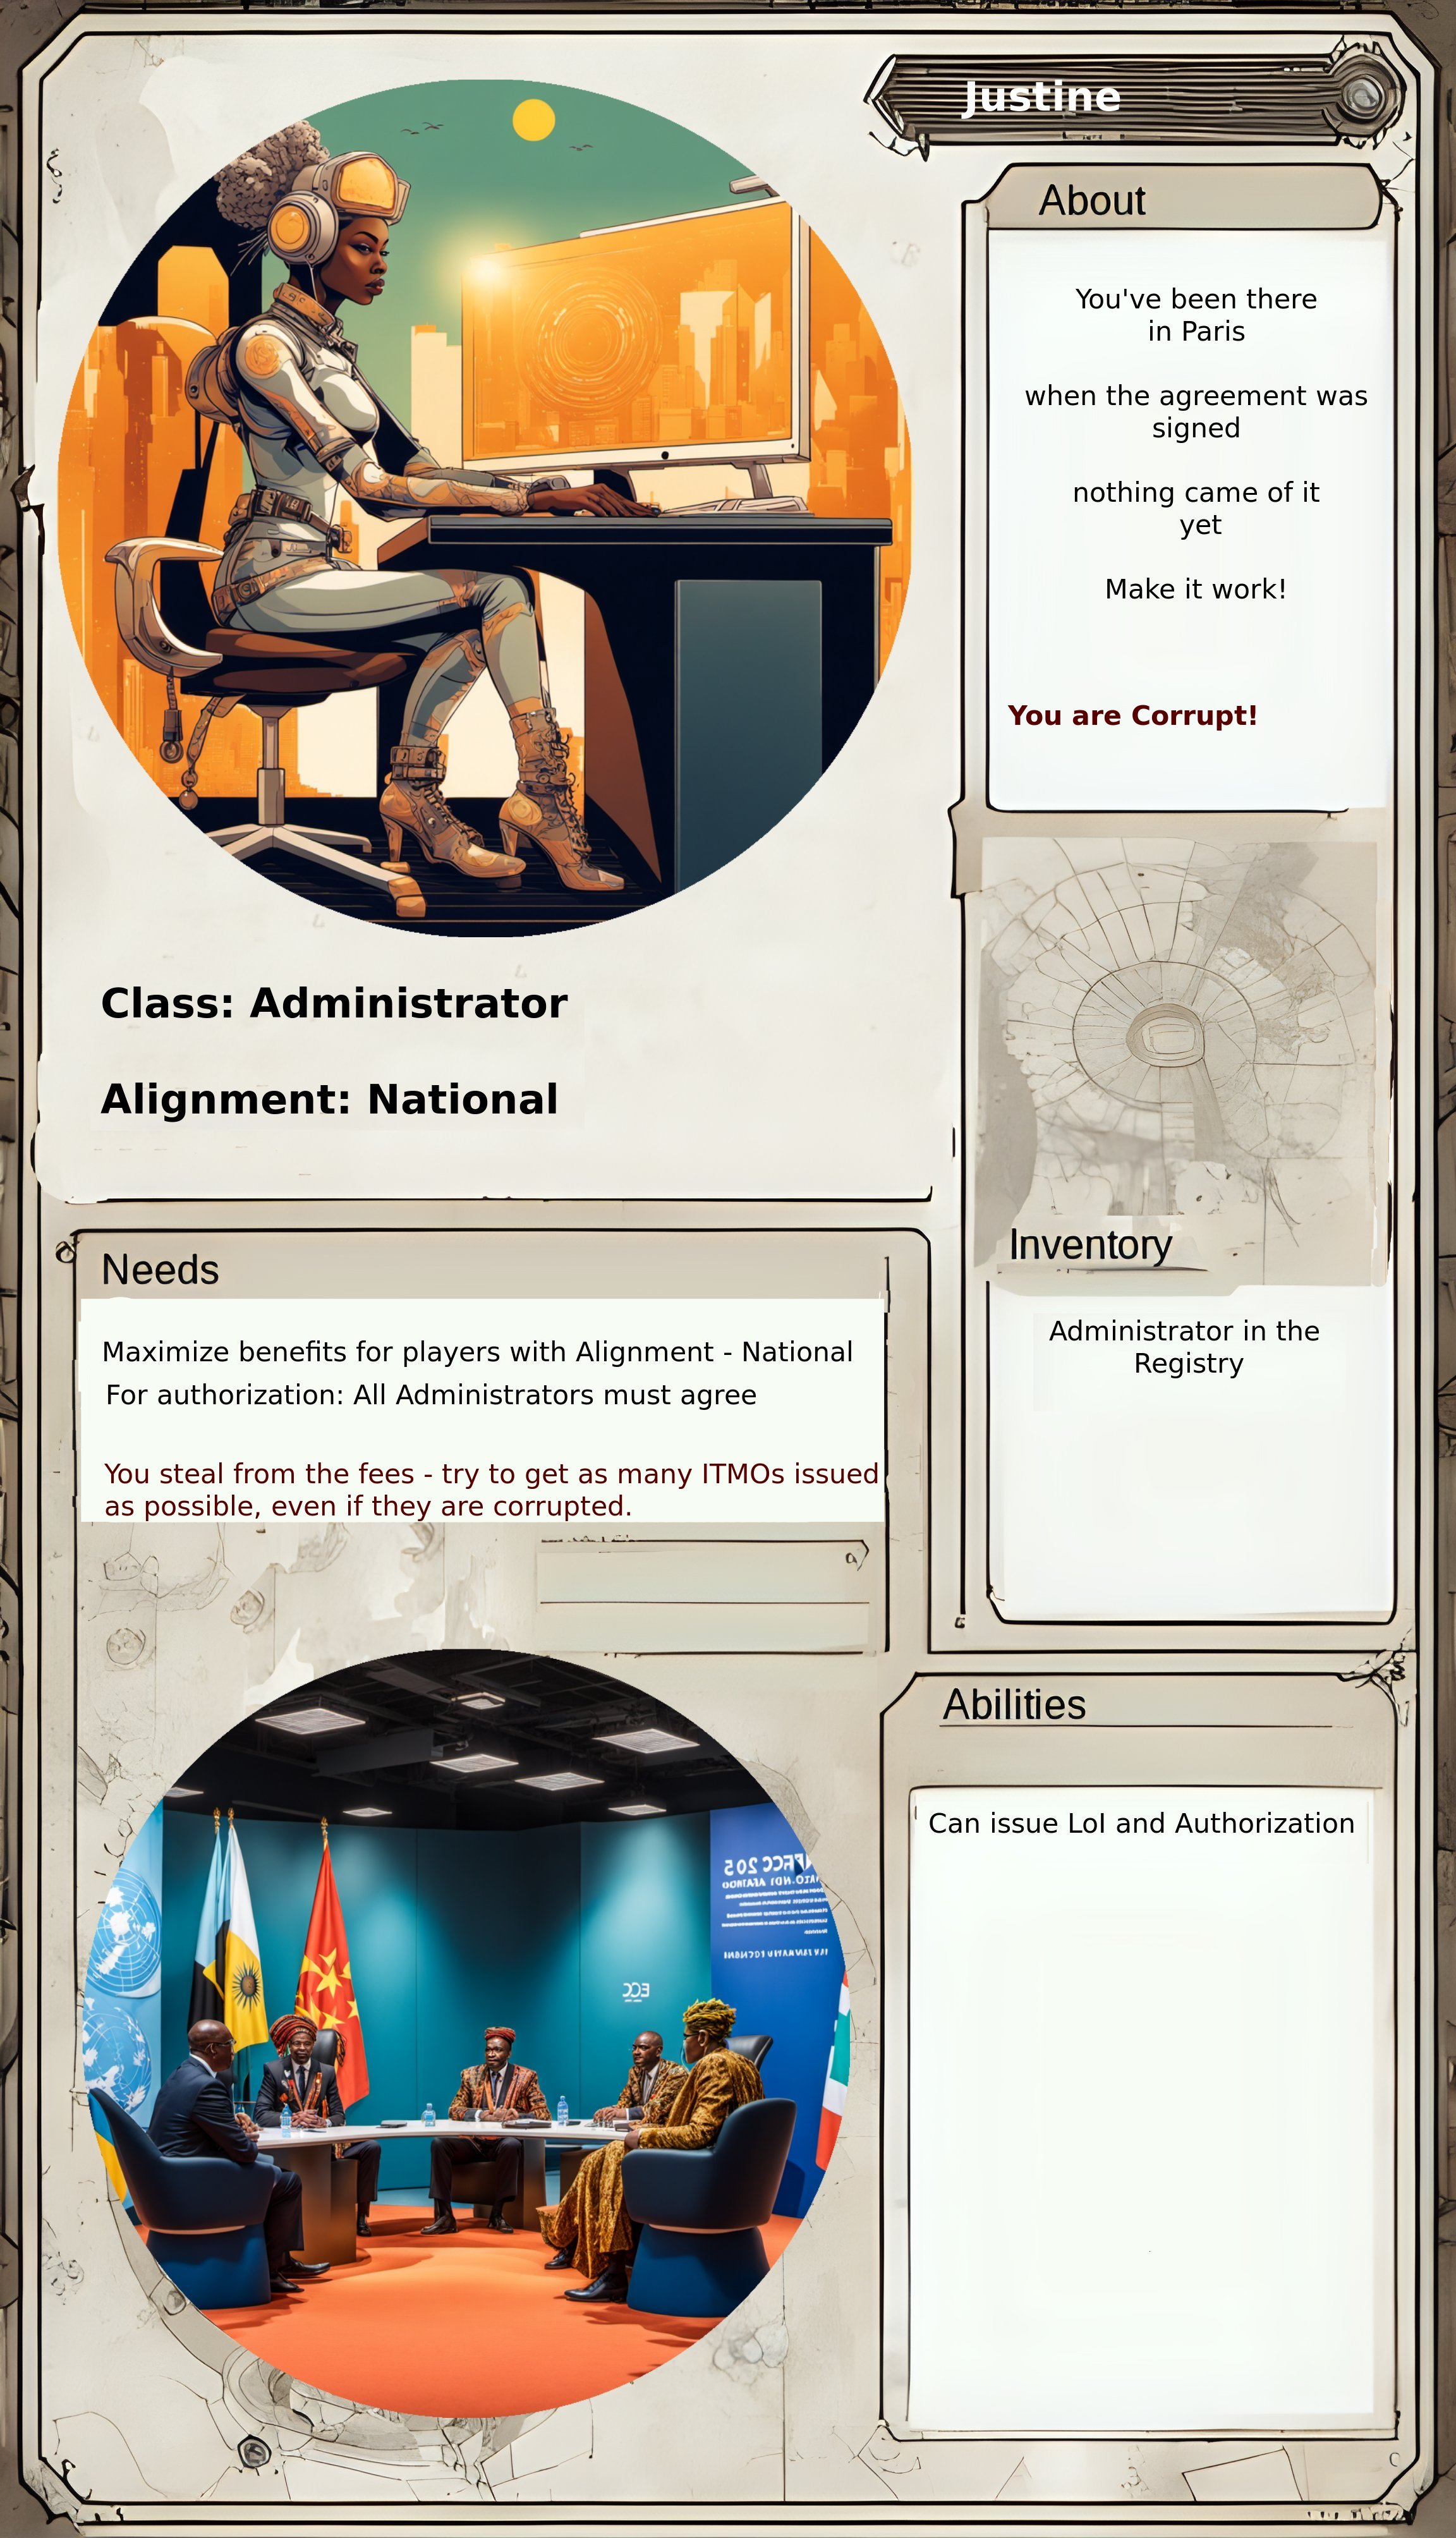 Justine
About
You've been there
in Paris
when the agreement was
signed
nothing came of it
yet
Make it work!
You are Corrupt!
Class: Administrator
Alignment: National
Inventory
Administrator in the
Registry
Needs
Maximize benefits for players with Alignment - National
For authorization: All Administrators must agree
You steal from the fees - try to get as many ITMOs issued
as possible, even if they are corrupted.
Abilities
Can issue LoI and Authorization